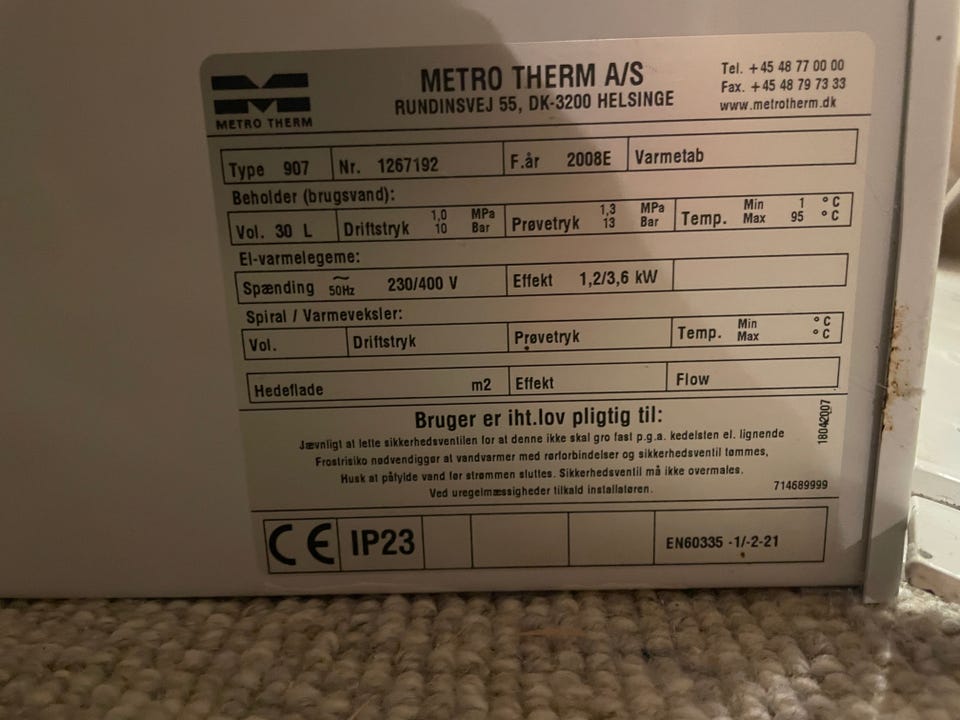 METRO THERM
METRO THERM A/S
RUNDINSVEJ 55, DK-3200 HELSINGE
Tel. +45 48 77 00 00
Fax. +45 48 79 73 33
www.metrotherm.dk
Type 907 Nr. 1267192 F.år 2008E Varmetab
Beholder (brugsvand):
Vol. 30 L Driftstryk 1,0 MPa 10 Bar Prøvetryk 1,3 MPa 13 Bar Temp. Min 1 °C Max 95 °C
El-varmelegeme:
Spænding ~ 50Hz 230/400 V Effekt 1,2/3,6 kW
Spiral / Varmeveksler:
Vol. Driftstryk Prøvetryk Temp. Min °C Max °C
Hedeflade m2 Effekt Flow
Bruger er iht.lov pligtig til:
Jævnligt at lette sikkerhedsventilen for at denne ikke skal gro fast p.g.a. kedelsten el. lignende
Frostrisiko nødvendiggør at vandvarmer med rørforbindelser og sikkerhedsventil tømmes,
Husk at påfylde vand før strømmen sluttes. Sikkerhedsventil må ikke overmales.
Ved uregelmæssigheder tilkald installatøren.
18042007
714689999
CE IP23 EN60335 -1/-2-21